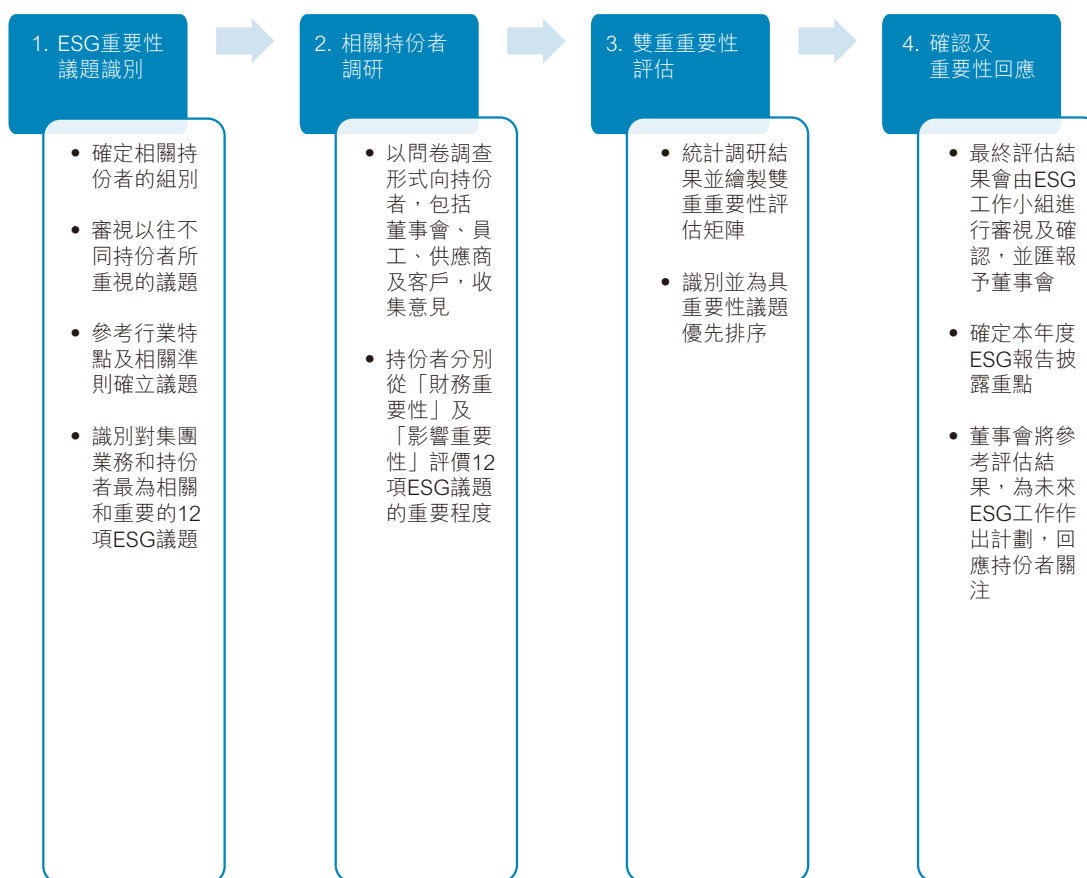 1. ESG重要性
議題識別
• 確定相關持
份者的組別
• 審視以往不
同持份者所
重視的議題
• 參考行業特
點及相關準
則確立議題
• 識別對集團
業務和持份
者最為相關
和重要的12
項ESG議題
2. 相關持份者
調研
• 以問卷調查
形式向持份
者，包括
董事會、員
工、供應商
及客戶，收
集意見
• 持份者分別
從「財務重
要性」及
「影響重要
性」評價12
項ESG議題
的重要程度
3. 雙重重要性
評估
• 統計調研結
果並繪製雙
重重要性評
估矩陣
• 識別並為具
重要性議題
優先排序
4. 確認及
重要性回應
• 最終評估結
果會由ESG
工作小組進
行審視及確
認，並匯報
予董事會
• 確定本年度
ESG報告披
露重點
• 董事會將參
考評估結
果，為未來
ESG工作作
出計劃，回
應持份者關
注